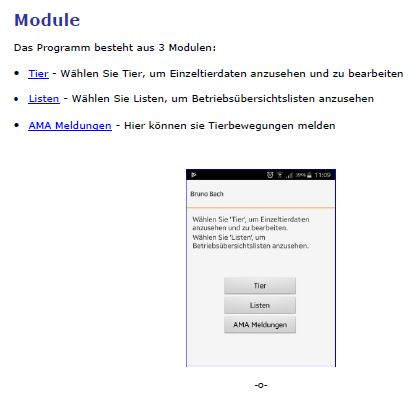 Module
Das Programm besteht aus 3 Modulen:
• Tier - Wählen Sie Tier, um Einzeltierdaten anzusehen und zu bearbeiten
• Listen - Wählen Sie Listen, um Betriebsübersichtslisten anzusehen
• AMA Meldungen - Hier können sie Tierbewegungen melden
39% 11:09
Bruno Bach
Wählen Sie 'Tier', um Einzeltierdaten
anzusehen und zu bearbeiten.
Wählen Sie 'Listen', um
Betriebsübersichtslisten anzusehen.
Tier
Listen
AMA Meldungen
-o-